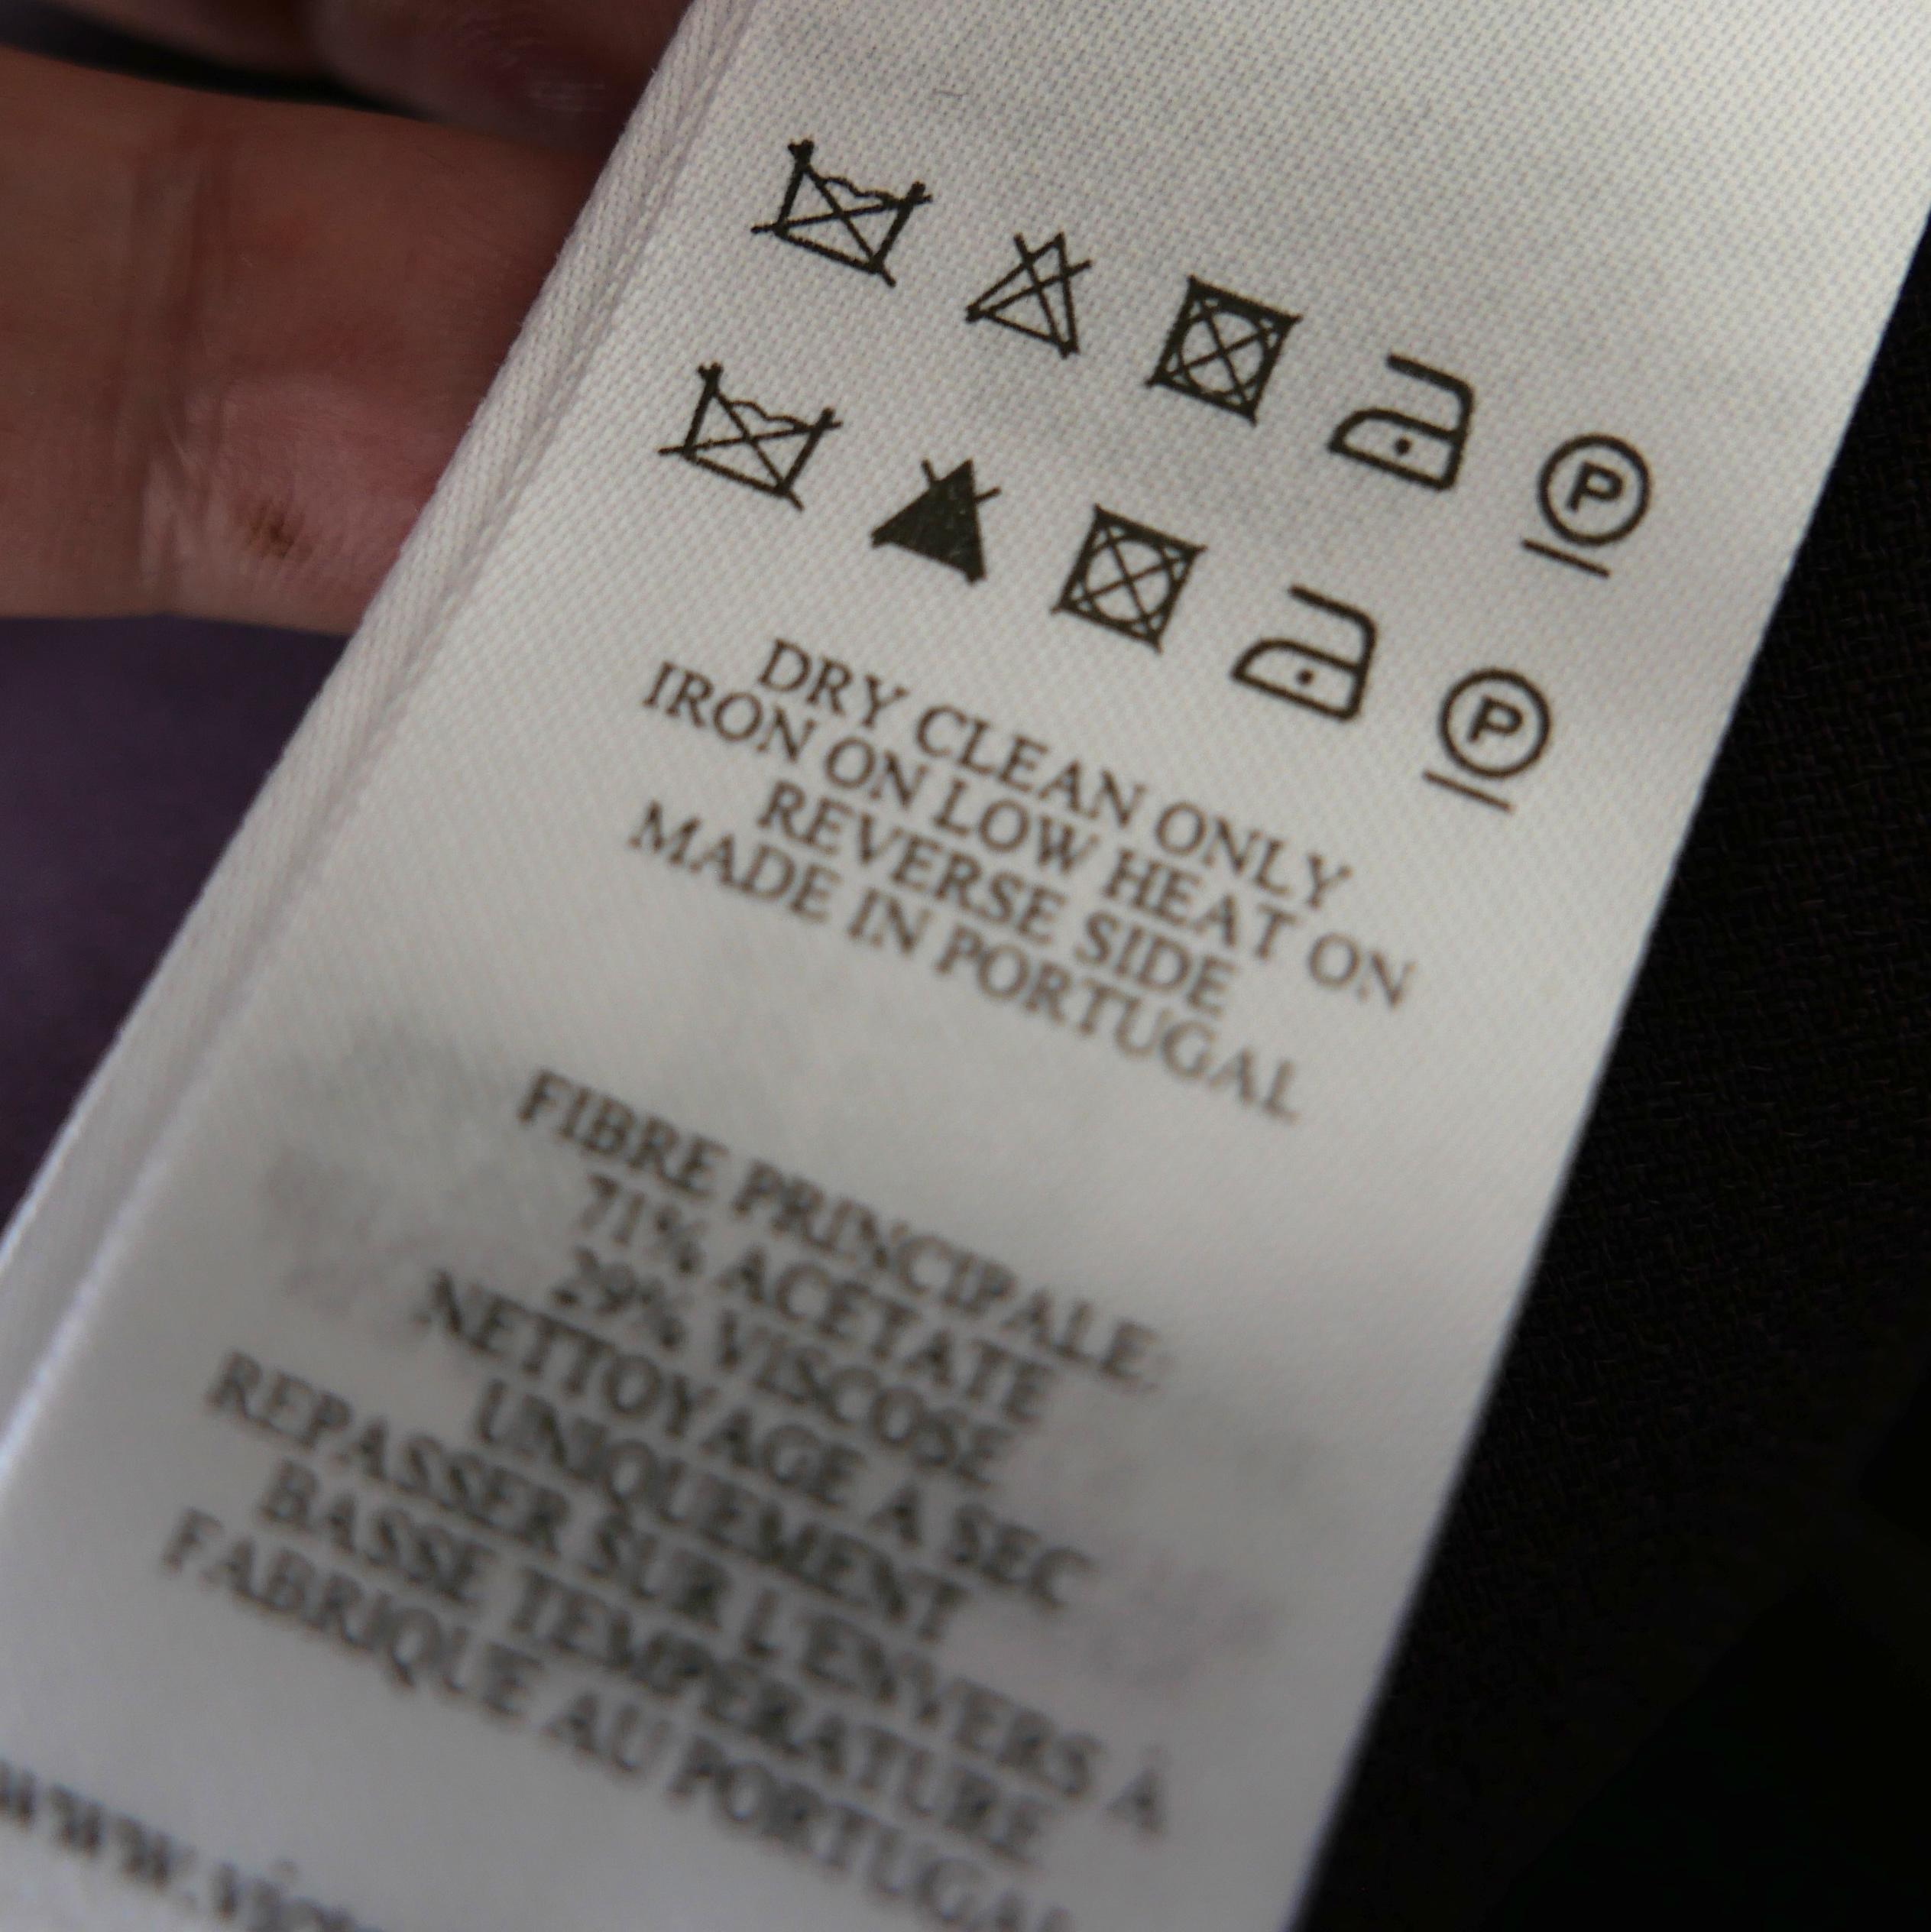 P
P
DRY CLEAN ONLY
IRON ON LOW HEAT ON
REVERSE SIDE
MADE IN PORTUGAL
FIBRE PRINCIPALE:
71% ACETATE
29% VISCOSE
NETTOYAGE A SEC
UNIQUEMENT
REPASSER SUR L'ENVERS À
BASSE TEMPERATURE
FABRIQUE AU PORTUGAL